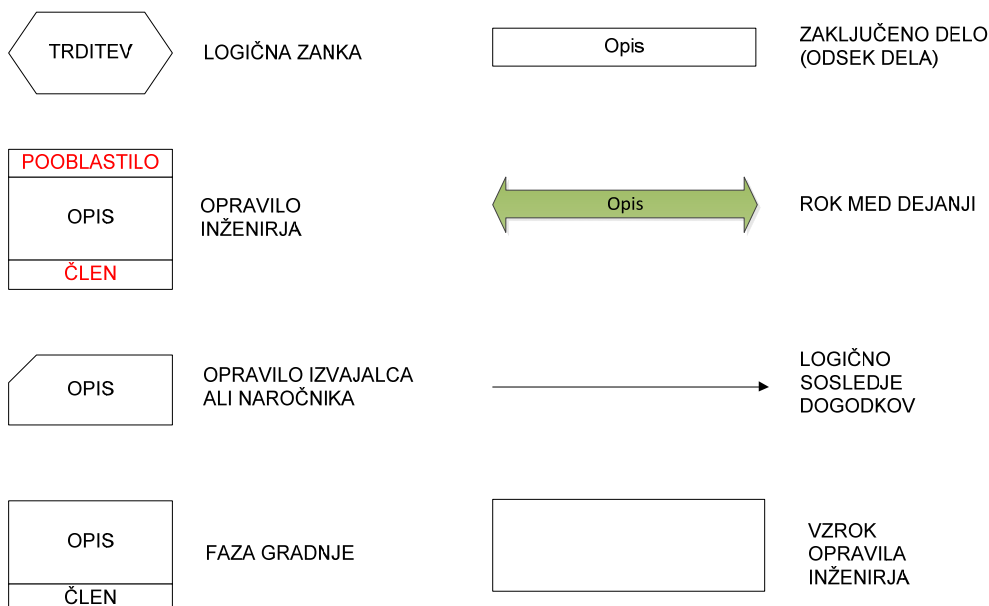 TRDITEV
LOGIČNA ZANKA
Opis
ZAKLJUČENO DELO
(ODSEK DELA)
POOBLASTILO
OPIS
ČLEN
OPRAVILO
INŽENIRJA
Opis
ROK MED DEJANJI
OPIS
OPRAVILO IZVAJALCA
ALI NAROČNIKA
LOGIČNO
SOSLEDJE
DOGODKOV
OPIS
ČLEN
FAZA GRADNJE
VZROK
OPRAVILA
INŽENIRJA